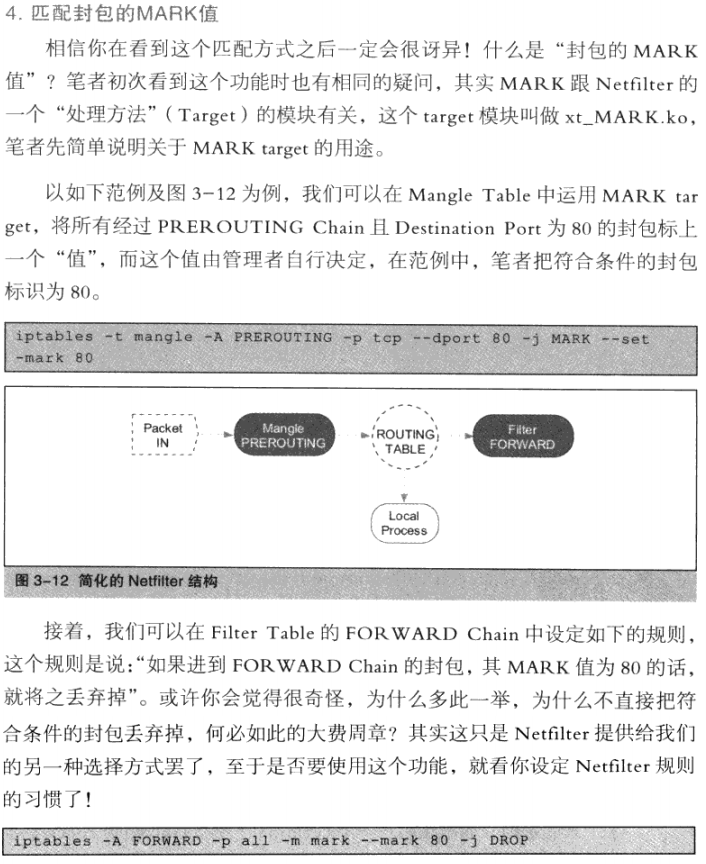 4. 匹配封包的MARK值
相信你在看到这个匹配方式之后一定会很讶异！什么是“封包的 MARK
值”？笔者初次看到这个功能时也有相同的疑问，其实 MARK 跟 Netfilter 的
一个“处理方法”（Target）的模块有关，这个 target 模块叫做 xt_MARK.ko，
笔者先简单说明关于 MARK target 的用途。
以如下范例及图 3-12 为例，我们可以在 Mangle Table 中运用 MARK tar
get，将所有经过 PREROUTING Chain 且 Destination Port 为 80 的封包标上
一个“值”，而这个值由管理者自行决定，在范例中，笔者把符合条件的封包
标识为 80。
iptables -t mangle -A PREROUTING -p tcp --dport 80 -j MARK --set
-mark 80
Packet
IN
Mangle
PREROUTING
ROUTING
TABLE
Filter
FORWARD
Local
Process
图 3-12 简化的 Netfilter 结构
接着，我们可以在 Filter Table 的 FORWARD Chain 中设定如下的规则，
这个规则是说：“如果进到 FORWARD Chain 的封包，其 MARK 值为 80 的话，
就将之丢弃掉”。或许你会觉得很奇怪，为什么多此一举，为什么不直接把符
合条件的封包丢弃掉，何必如此的大费周章？其实这只是 Netfilter 提供给我们
的另一种选择方式罢了，至于是否要使用这个功能，就看你设定 Netfilter 规则
的习惯了！
iptables -A FORWARD -p all -m mark --mark 80 -j DROP